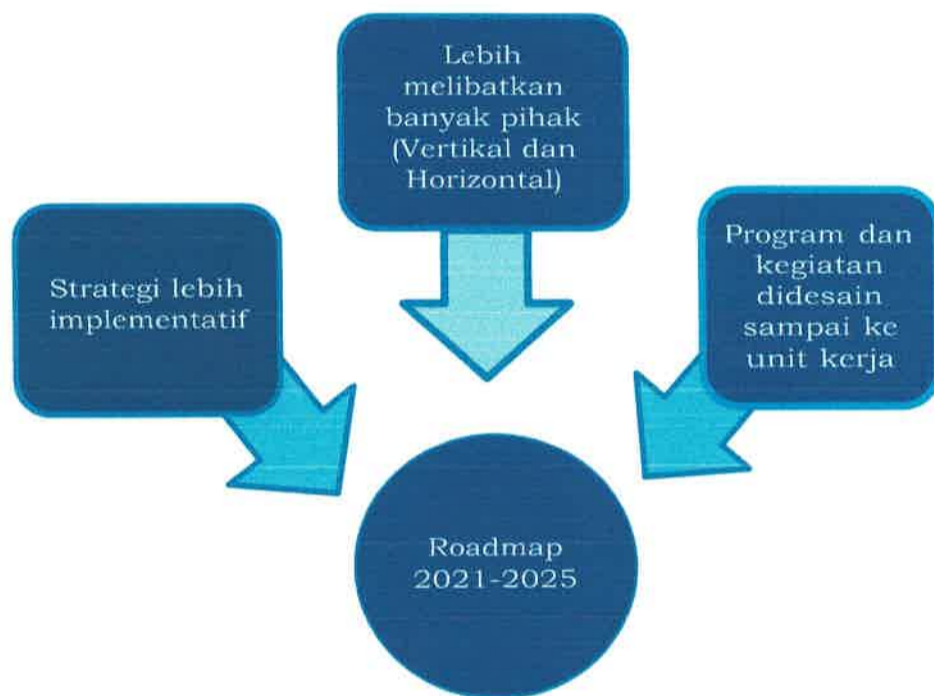 Lebih
melibatkan
banyak pihak
(Vertikal dan
Horizontal)
Strategi lebih
implementatif
Program dan
kegiatan
didesain
sampai ke
unit kerja
Roadmap
2021-2025